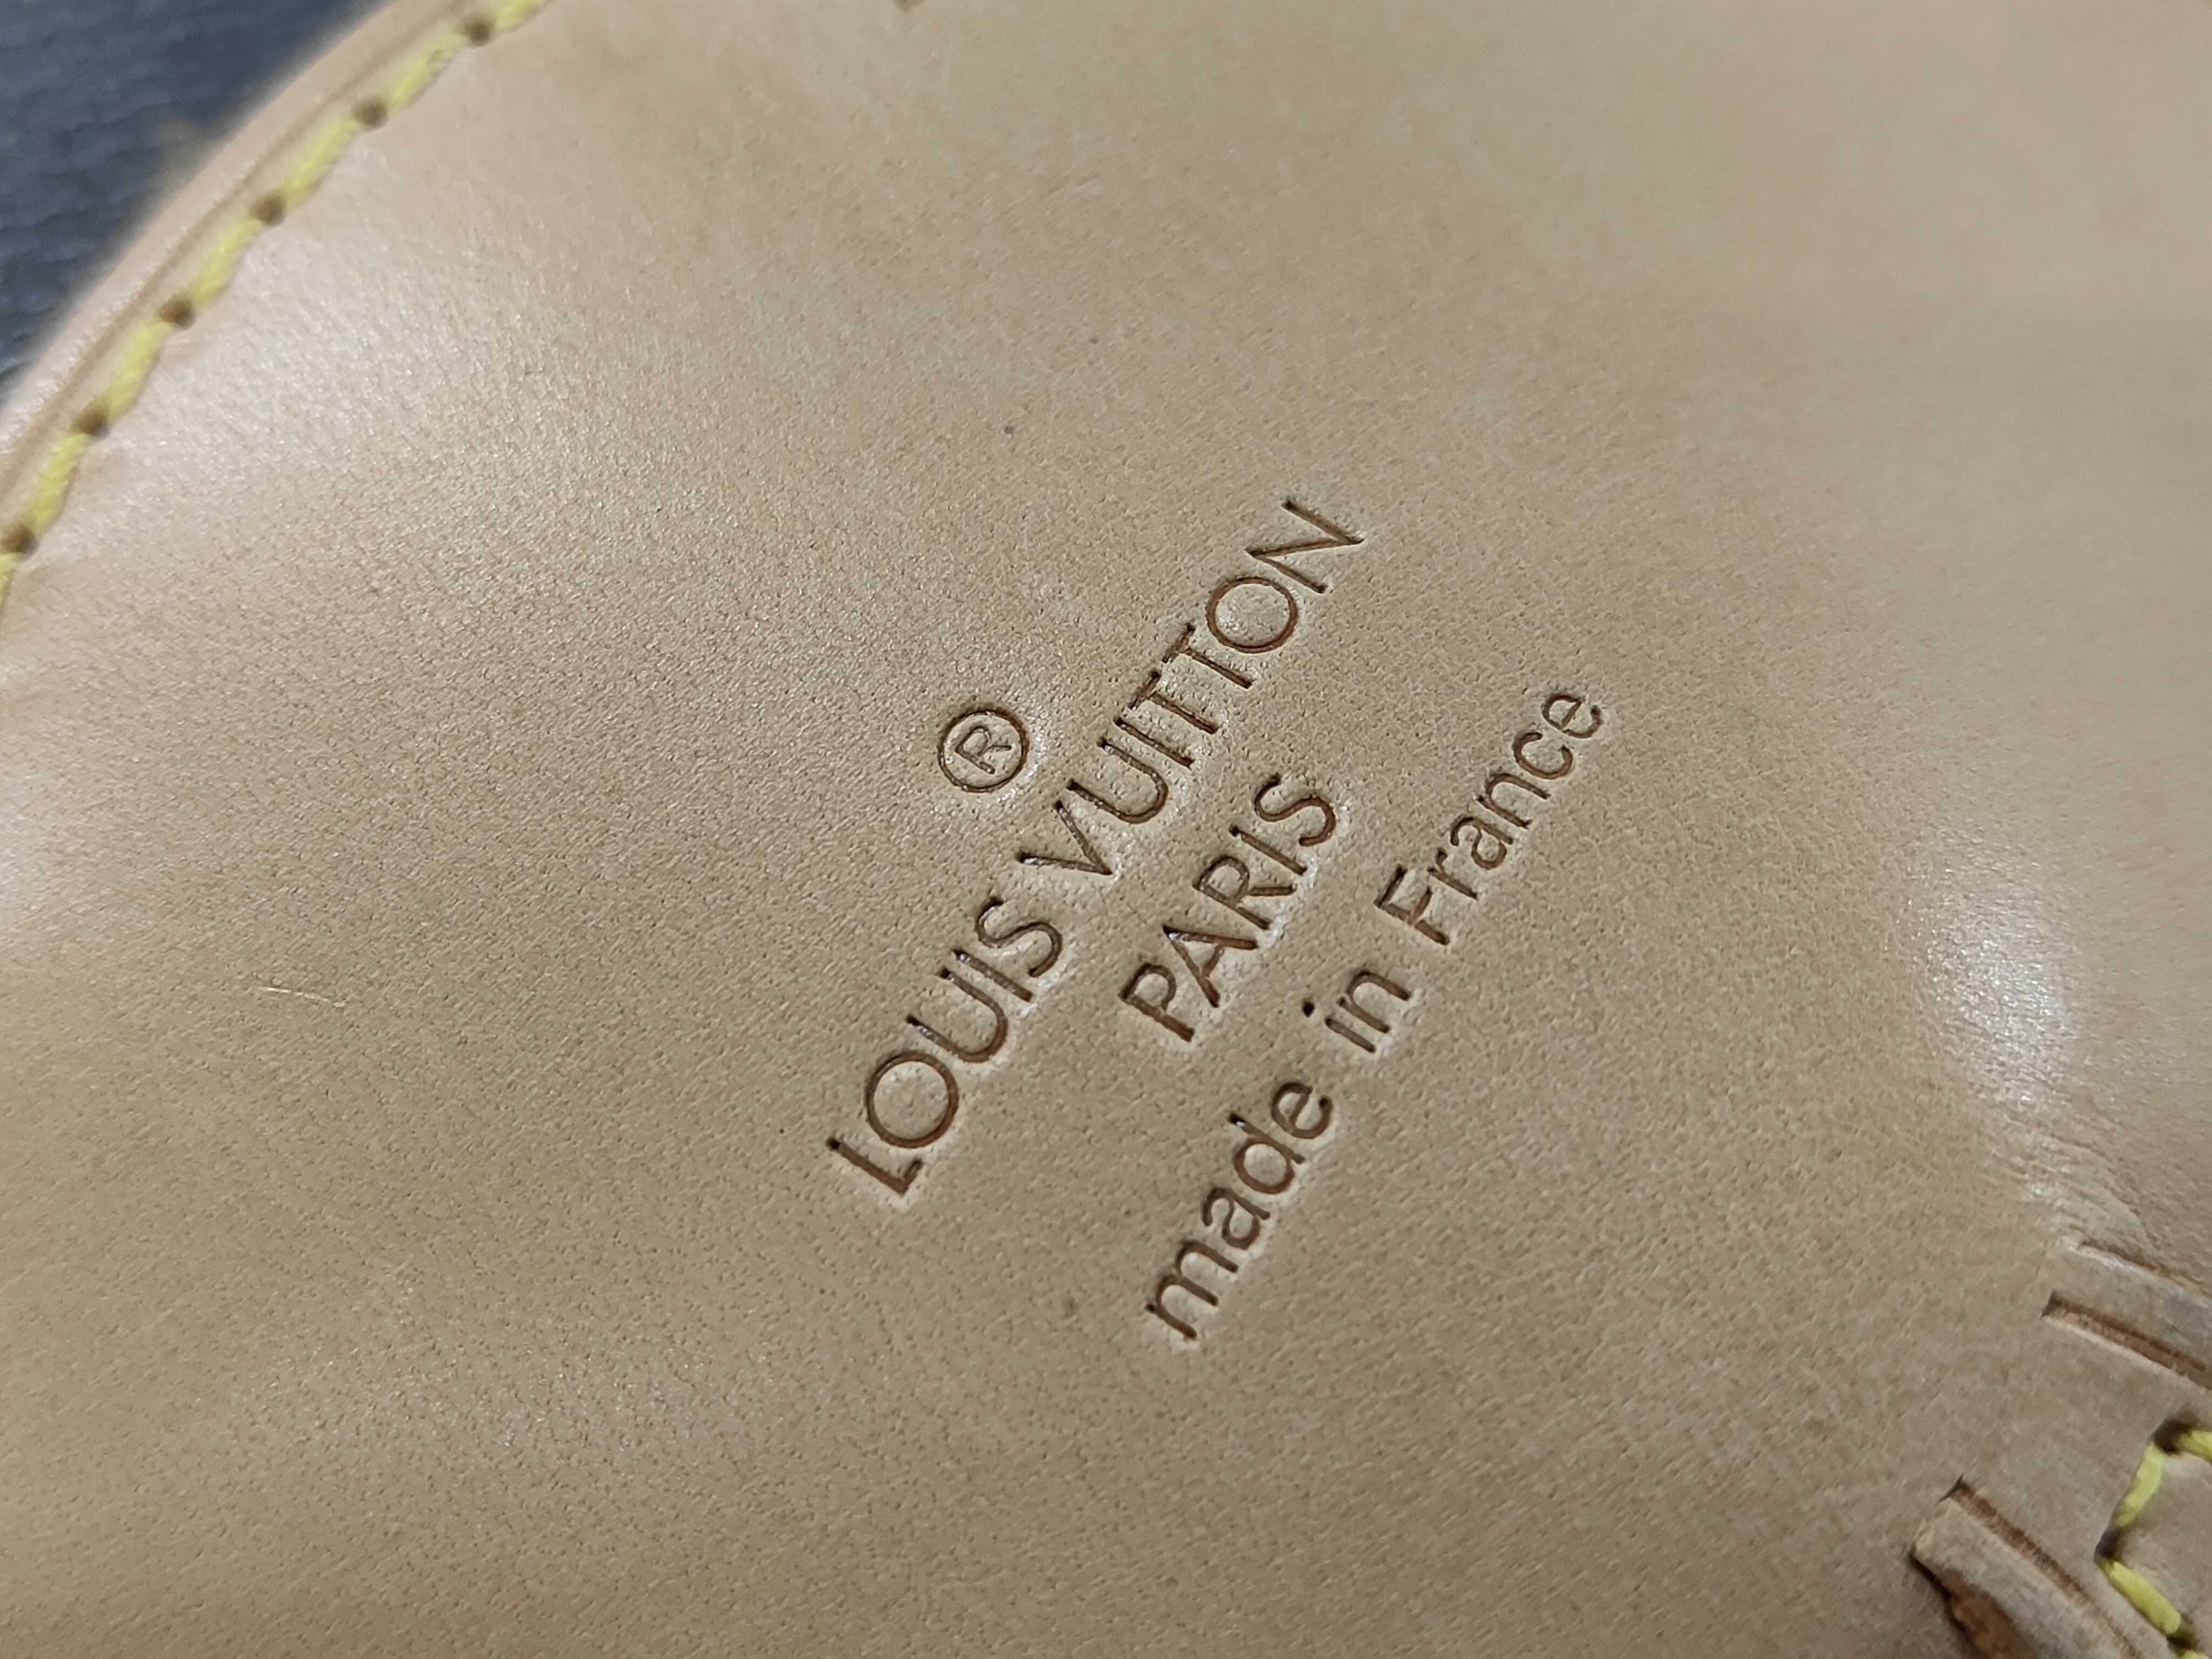 ®
LOUIS VUITTON
PARIS
made in France